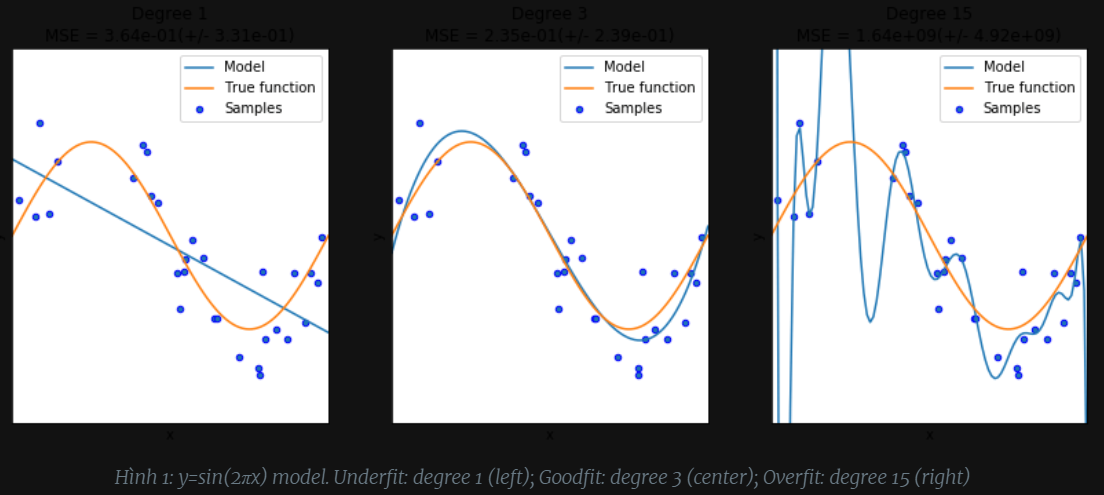 Degree 1
MSE = 3.64e-01(+/- 3.31e-01)
Model
True function
Samples
y
x
Degree 3
MSE = 2.35e-01(+/- 2.39e-01)
Model
True function
Samples
y
x
Degree 15
MSE = 1.64e+09(+/- 4.92e+09)
Model
True function
Samples
y
x
Hình 1: y=sin(2πx) model. Underfit: degree 1 (left); Goodfit: degree 3 (center); Overfit: degree 15 (right)